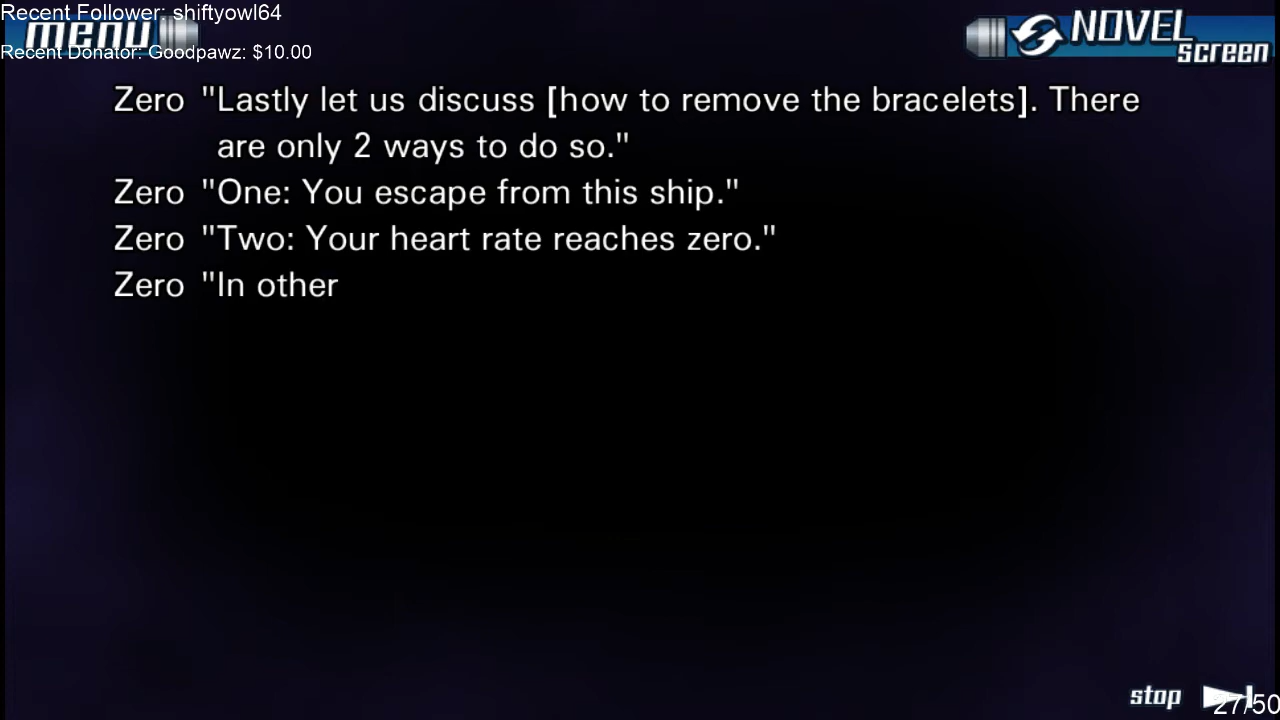 Recent Follower: shiftyowl64
menu
NOVEL
screen
Recent Donator: Goodpawz: $10.00
Zero "Lastly let us discuss [how to remove the bracelets]. There
are only 2 ways to do so."
Zero "One: You escape from this ship."
Zero "Two: Your heart rate reaches zero."
Zero "In other
stop
27/50